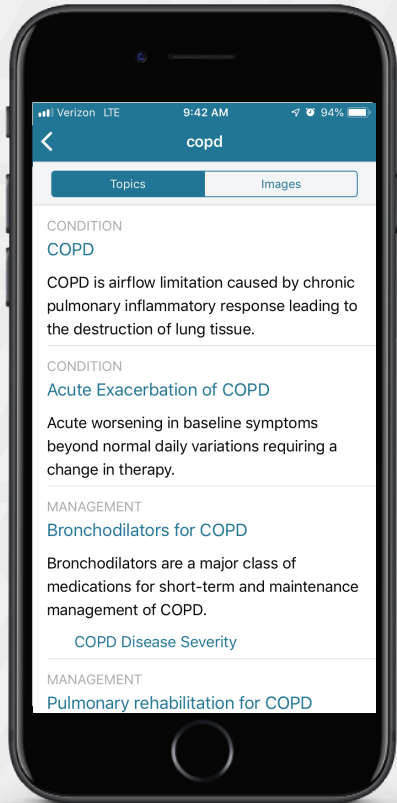 Verizon LTE 9:42 AM 94%
copd
Topics Images
CONDITION
COPD
COPD is airflow limitation caused by chronic
pulmonary inflammatory response leading to
the destruction of lung tissue.
CONDITION
Acute Exacerbation of COPD
Acute worsening in baseline symptoms
beyond normal daily variations requiring a
change in therapy.
MANAGEMENT
Bronchodilators for COPD
Bronchodilators are a major class of
medications for short-term and maintenance
management of COPD.
COPD Disease Severity
MANAGEMENT
Pulmonary rehabilitation for COPD